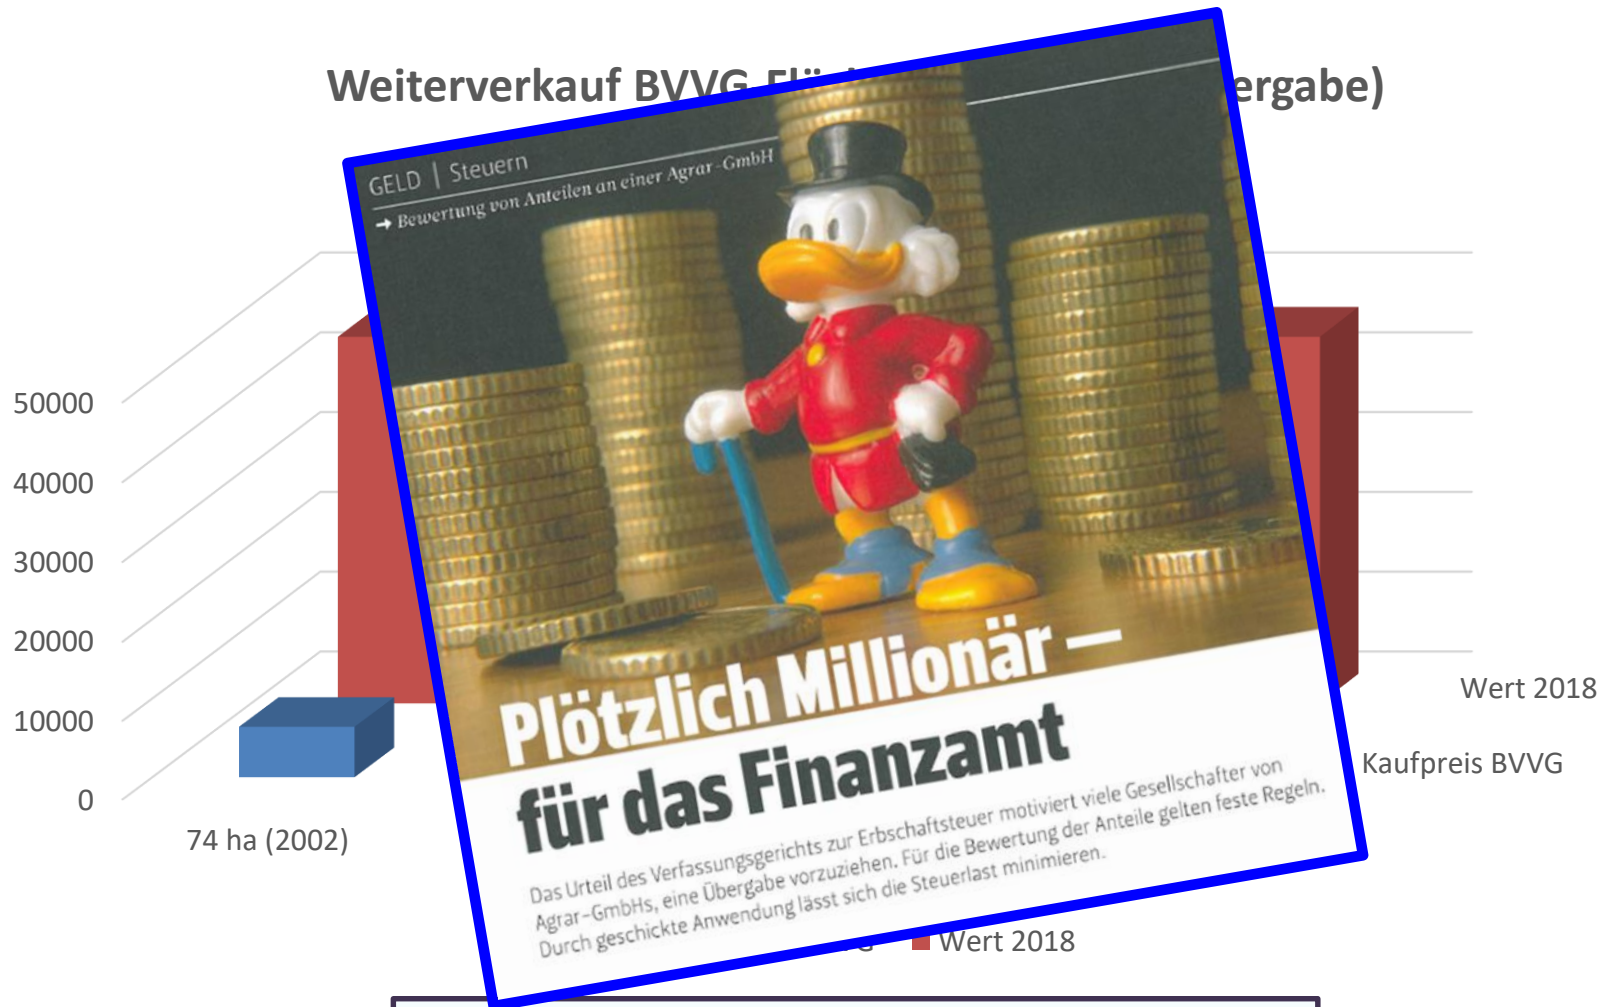 Weiterverkauf BVVG
ergabe)
GELD | Steuern
→ Bewertung von Anteilen an einer Agrar-GmbH
50000
40000
30000
20000
10000
0
74 ha (2002)
Wert 2018
Kaufpreis BVVG
Plötzlich Millionär –
für das Finanzamt
Das Urteil des Verfassungsgerichts zur Erbschaftsteuer motiviert viele Gesellschafter von
Agrar-GmbHs, eine Übergabe vorzuziehen. Für die Bewertung der Anteile gelten feste Regeln.
Durch geschickte Anwendung lässt sich die Steuerlast minimieren.
Wert 2018